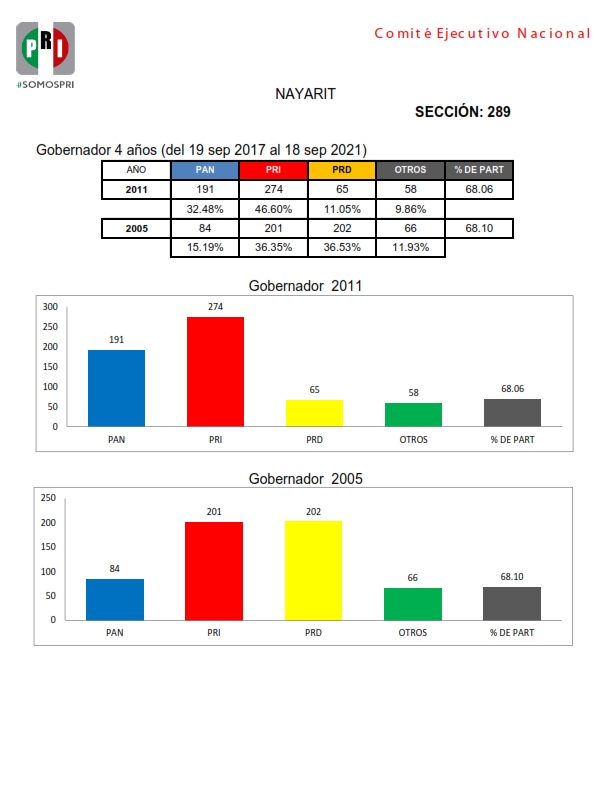 Comité Ejecutivo Nacional
PRI
#SOMOSPRI
NAYARIT
SECCIÓN: 289
Gobernador 4 años (del 19 sep 2017 al 18 sep 2021)
AÑO PAN PRI PRD OTROS % DE PART
2011 191 274 65 58 68.06
32.48% 46.60% 11.05% 9.86%
2005 84 201 202 66 68.10
15.19% 36.35% 36.53% 11.93%
Gobernador 2011
300
250
200
150
100
50
0
191
274
65
58
68.06
PAN PRI PRD OTROS % DE PART
Gobernador 2005
250
200
150
100
50
0
84
201
202
66
68.10
PAN PRI PRD OTROS % DE PART